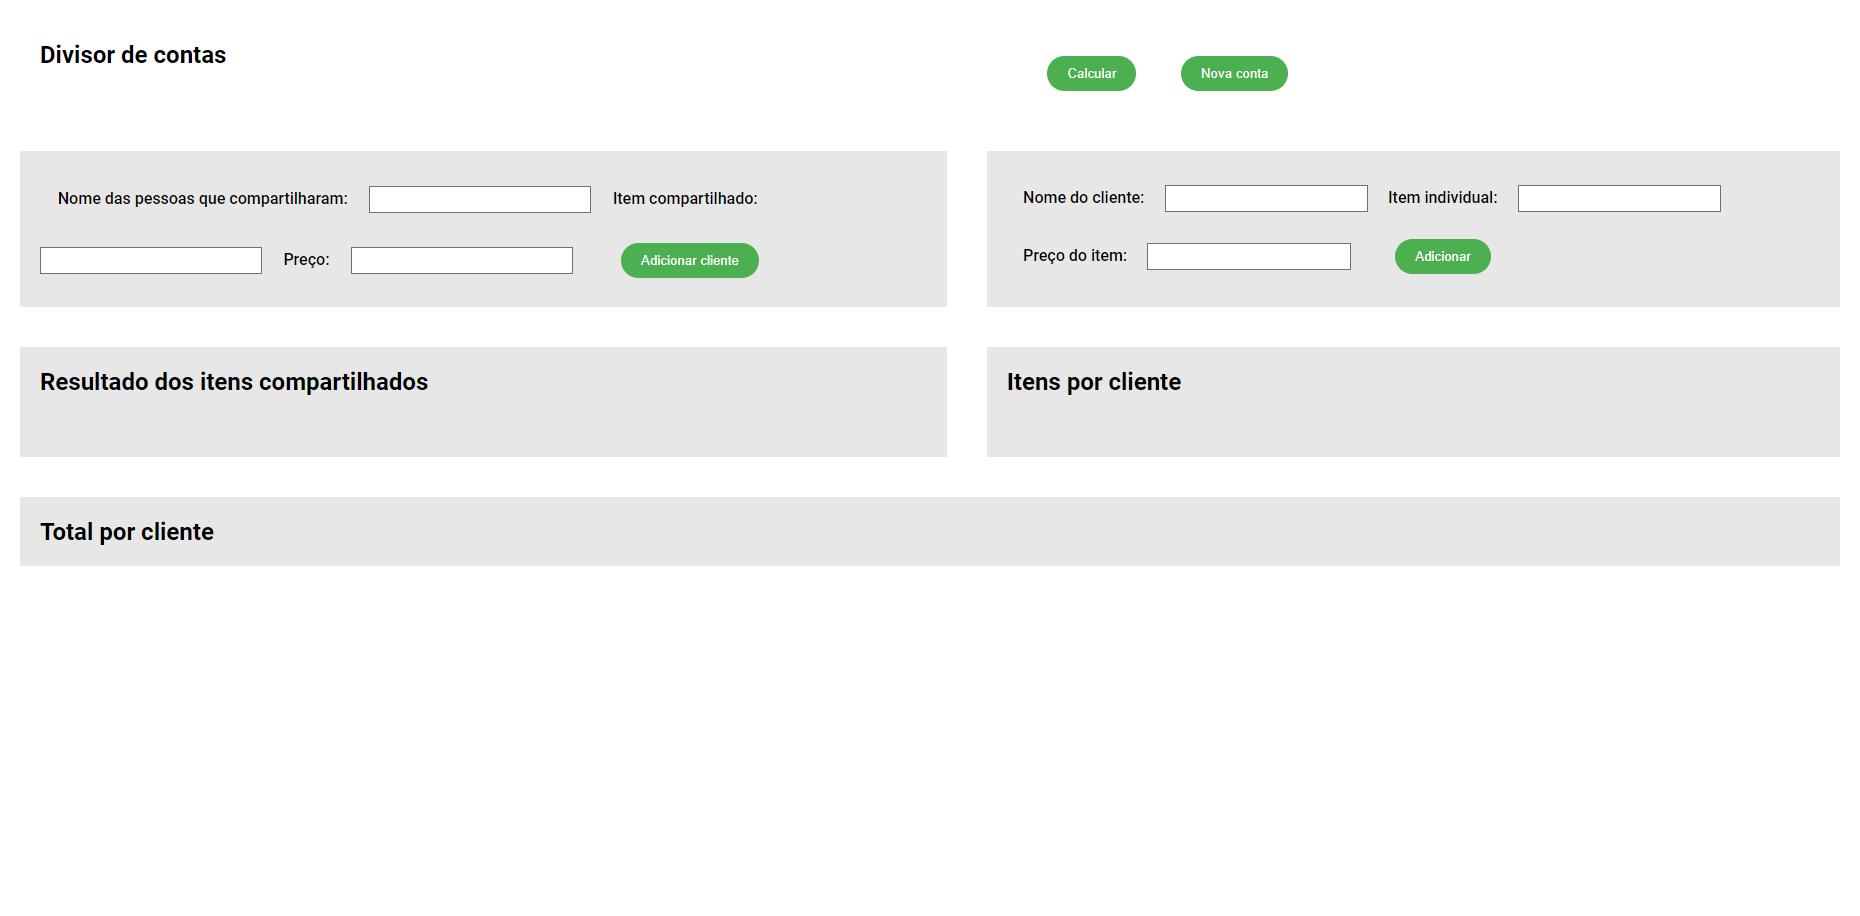 Divisor de contas
Calcular
Nova conta
Nome das pessoas que compartilharam:
Item compartilhado:
Preço:
Adicionar cliente
Nome do cliente:
Item individual:
Preço do item:
Adicionar
Resultado dos itens compartilhados
Itens por cliente
Total por cliente